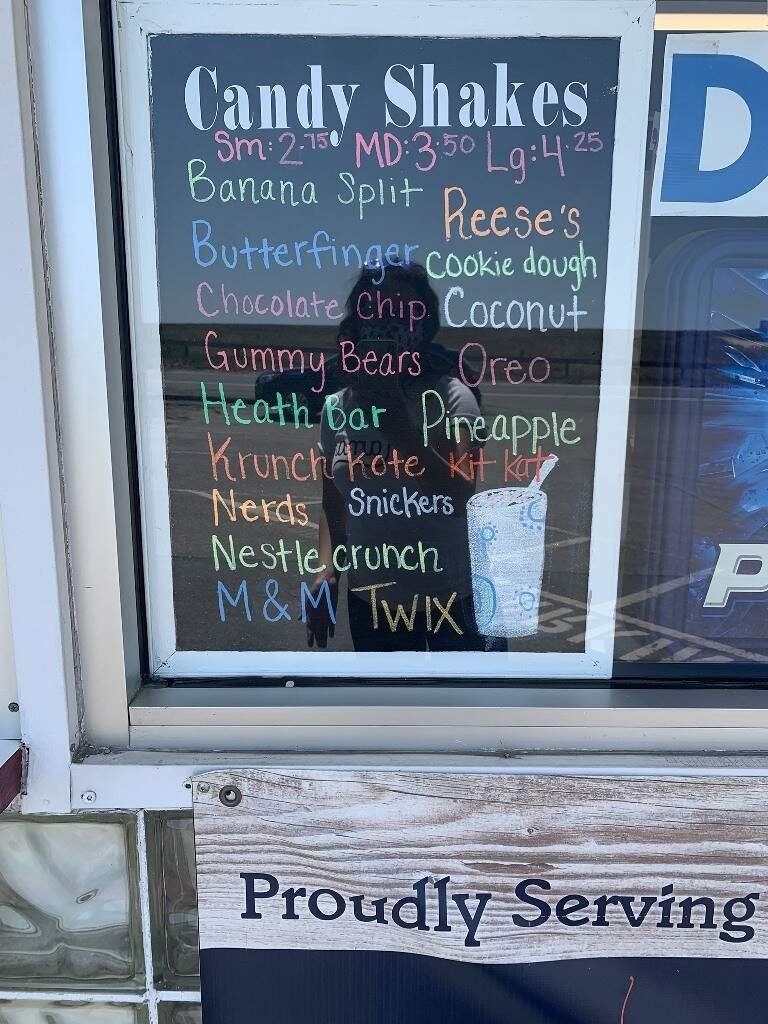 Candy Shakes
Sm: 2.75 MD: 3.50 Lg: 4.25
Banana Split Reese's
Butterfinger cookie dough
Chocolate chip Coconut
Gummy Bears Oreo
Heath Bar Pineapple
Krunch kote kit kat
Nerds Snickers
Nestle crunch
M&M TWIX
D
P
Proudly Serving